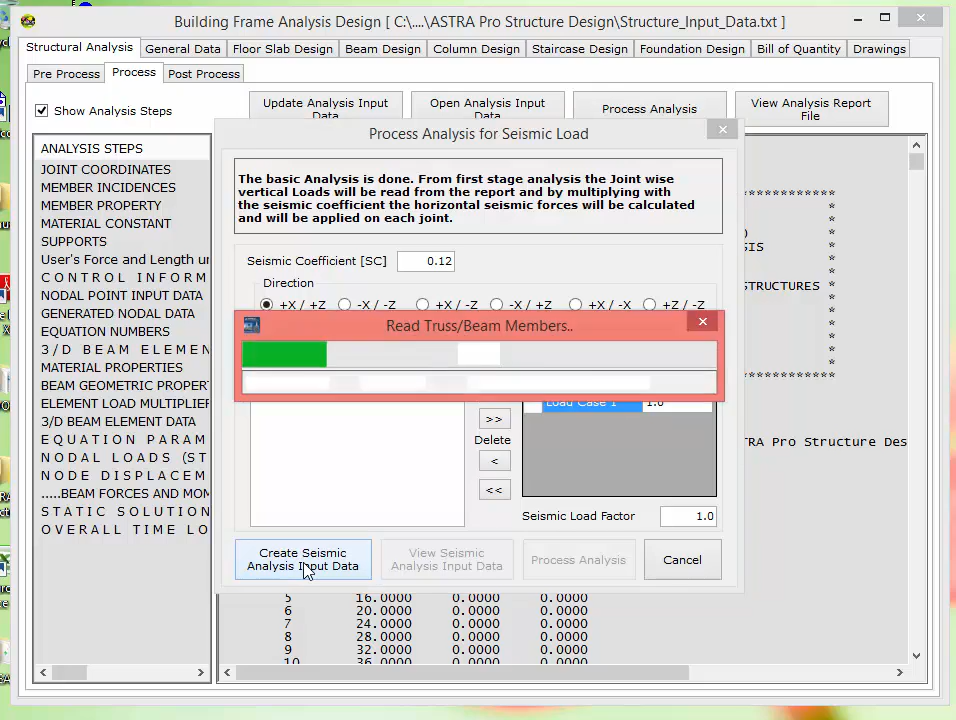 Building Frame Analysis Design [ C:\....\ASTRA Pro Structure Design\Structure_Input_Data.txt ]
Structural Analysis
General Data
Floor Slab Design
Beam Design
Column Design
Staircase Design
Foundation Design
Bill of Quantity
Drawings
Pre Process
Process
Post Process
Show Analysis Steps
Update Analysis Input
Data
Open Analysis Input
Data
Process Analysis
View Analysis Report
File
Process Analysis for Seismic Load
The basic Analysis is done. From first stage analysis the Joint wise
vertical Loads will be read from the report and by multiplying with
the seismic coefficient the horizontal seismic forces will be calculated
and will be applied on each joint.
Seismic Coefficient [SC]
0.12
Direction
+X / +Z
-X / -Z
+X / -Z
-X / +Z
+X / -X
+Z / -Z
Read Truss/Beam Members..
Load Case 1
1.0
>>
Delete
<
<<
Seismic Load Factor
1.0
Create Seismic
Analysis Input Data
View Seismic
Analysis Input Data
Process Analysis
Cancel
ANALYSIS STEPS
JOINT COORDINATES
MEMBER INCIDENCES
MEMBER PROPERTY
MATERIAL CONSTANT
SUPPORTS
User's Force and Length un
C O N T R O L   I N F O R M
NODAL POINT INPUT DATA
GENERATED NODAL DATA
EQUATION NUMBERS
3 / D   B E A M   E L E M E N
MATERIAL PROPERTIES
BEAM GEOMETRIC PROPERT
ELEMENT LOAD MULTIPLIER
3/D BEAM ELEMENT DATA
E Q U A T I O N   P A R A M
N O D A L   L O A D S   ( S T
N O D E   D I S P L A C E M
.....BEAM FORCES AND MOM
S T A T I C   S O L U T I O N
O V E R A L L   T I M E   L O
***********
*
*
) *
SIS *
*
*
STRUCTURES *
*
*
*
*
*
***********
TRA Pro Structure Des
5 16.0000 0.0000 0.0000
6 20.0000 0.0000 0.0000
7 24.0000 0.0000 0.0000
8 28.0000 0.0000 0.0000
9 32.0000 0.0000 0.0000
10 36.0000 0.0000 0.0000